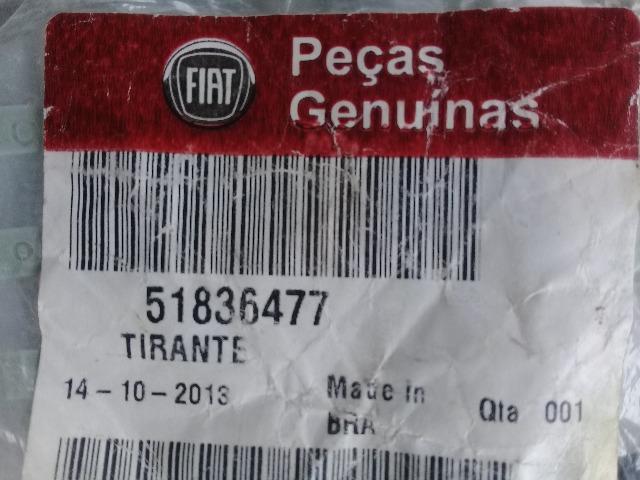 FIAT
Peças
Genuínas
51836477
TIRANTE
14-10-2013
Made in
BRA
Qta 001